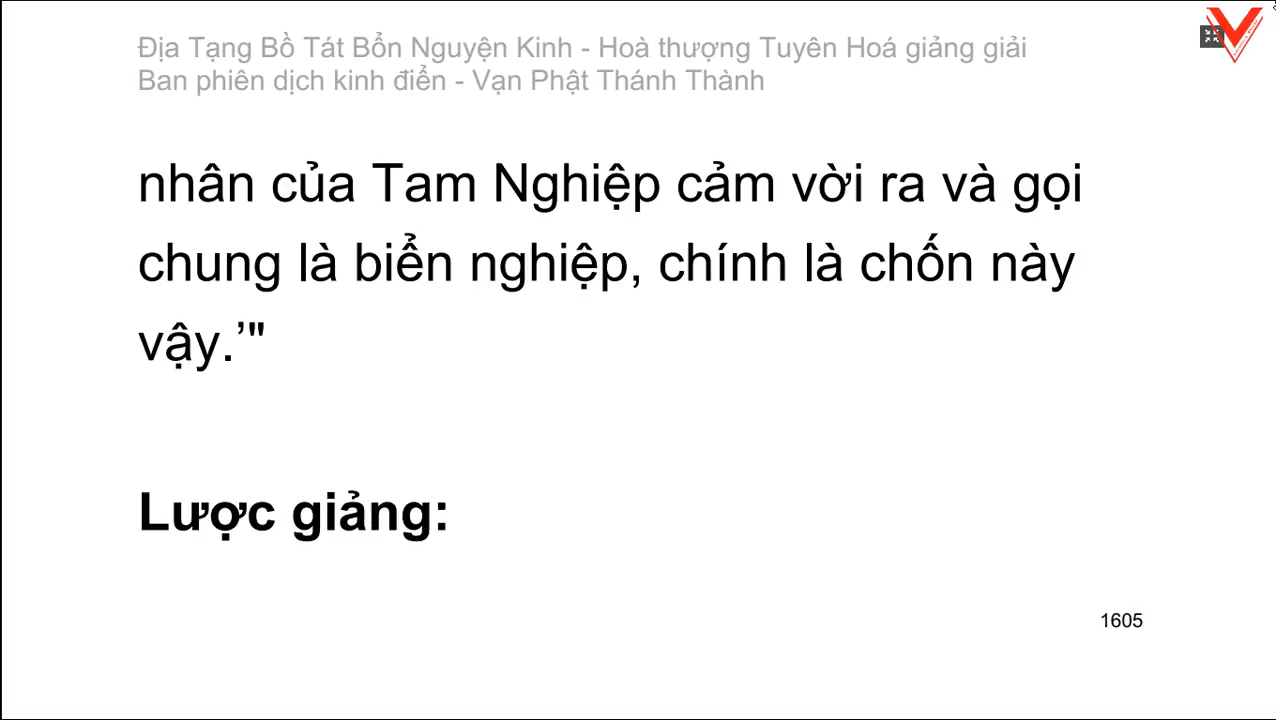 Địa Tạng Bồ Tát Bổn Nguyện Kinh - Hoà thượng Tuyên Hoá giảng giải
Ban phiên dịch kinh điển - Vạn Phật Thánh Thành
nhân của Tam Nghiệp cảm vời ra và gọi
chung là biển nghiệp, chính là chốn này
vậy.’"
Lược giảng:
1605